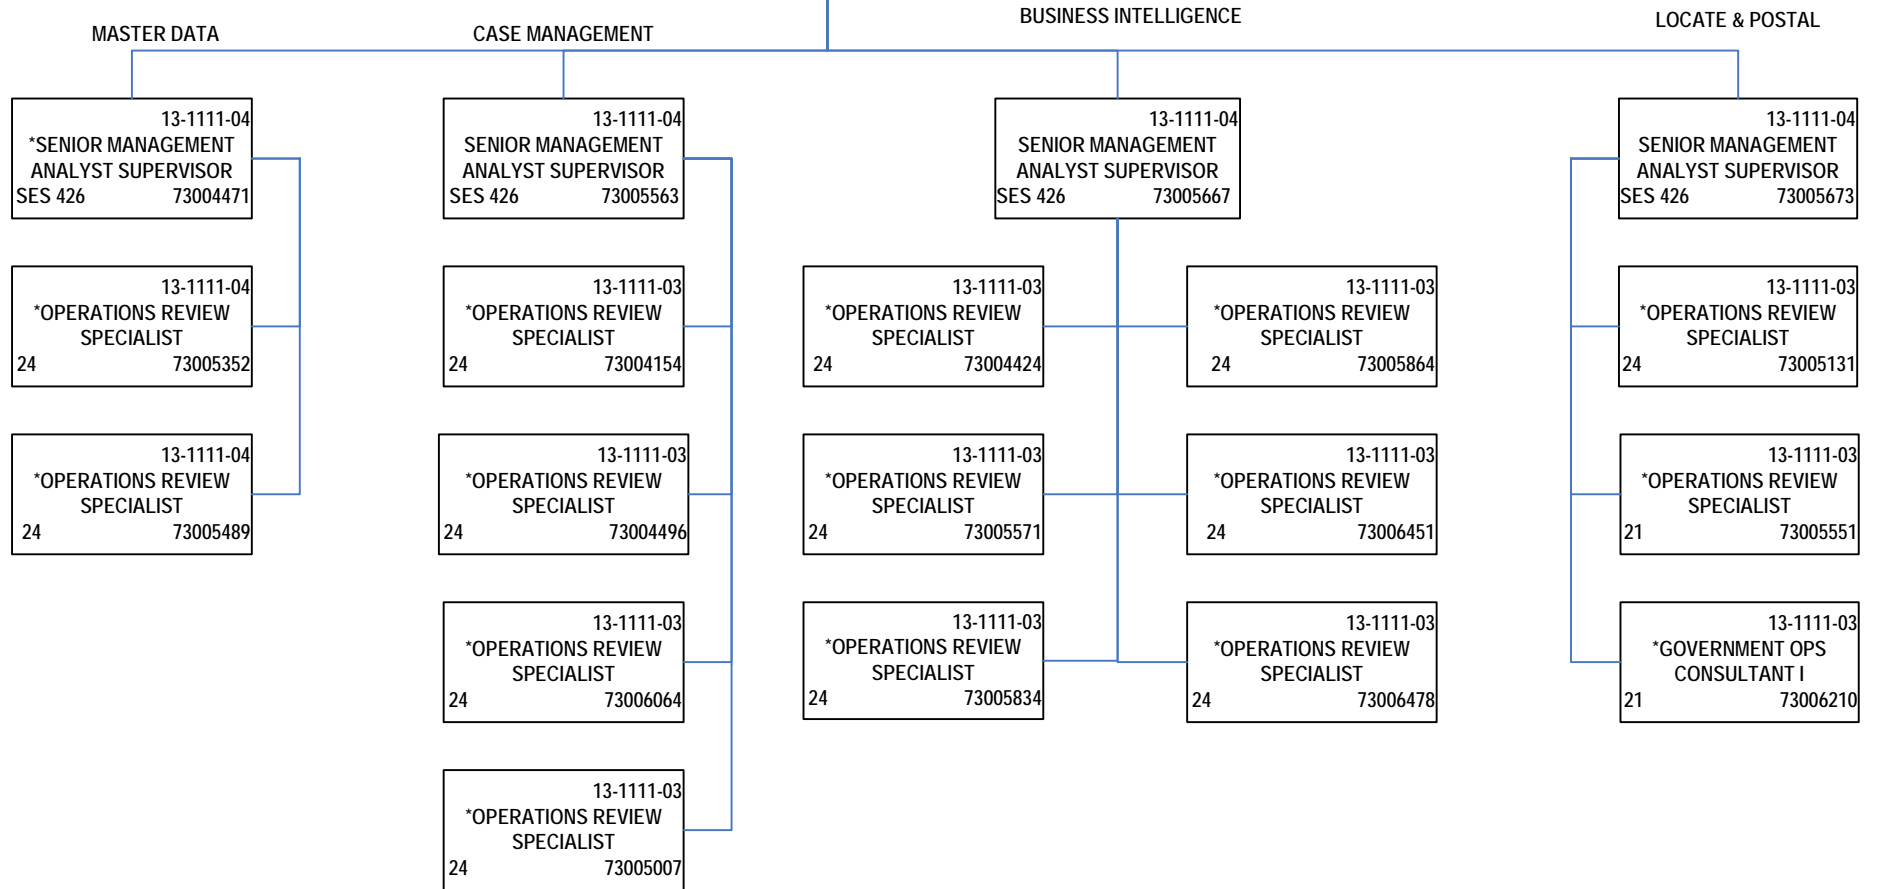 MASTER DATA
13-1111-04
*SENIOR MANAGEMENT
ANALYST SUPERVISOR
SES 426 73004471
13-1111-04
*OPERATIONS REVIEW
SPECIALIST
24 73005352
13-1111-04
*OPERATIONS REVIEW
SPECIALIST
24 73005489
CASE MANAGEMENT
13-1111-04
SENIOR MANAGEMENT
ANALYST SUPERVISOR
SES 426 73005563
13-1111-03
*OPERATIONS REVIEW
SPECIALIST
24 73004154
13-1111-03
*OPERATIONS REVIEW
SPECIALIST
24 73004496
13-1111-03
*OPERATIONS REVIEW
SPECIALIST
24 73006064
13-1111-03
*OPERATIONS REVIEW
SPECIALIST
24 73005007
BUSINESS INTELLIGENCE
13-1111-04
SENIOR MANAGEMENT
ANALYST SUPERVISOR
SES 426 73005667
13-1111-03
*OPERATIONS REVIEW
SPECIALIST
24 73004424
13-1111-03
*OPERATIONS REVIEW
SPECIALIST
24 73005864
13-1111-03
*OPERATIONS REVIEW
SPECIALIST
24 73005571
13-1111-03
*OPERATIONS REVIEW
SPECIALIST
24 73006451
13-1111-03
*OPERATIONS REVIEW
SPECIALIST
24 73005834
13-1111-03
*OPERATIONS REVIEW
SPECIALIST
24 73006478
LOCATE & POSTAL
13-1111-04
SENIOR MANAGEMENT
ANALYST SUPERVISOR
SES 426 73005673
13-1111-03
*OPERATIONS REVIEW
SPECIALIST
24 73005131
13-1111-03
*OPERATIONS REVIEW
SPECIALIST
21 73005551
13-1111-03
*GOVERNMENT OPS
CONSULTANT I
21 73006210